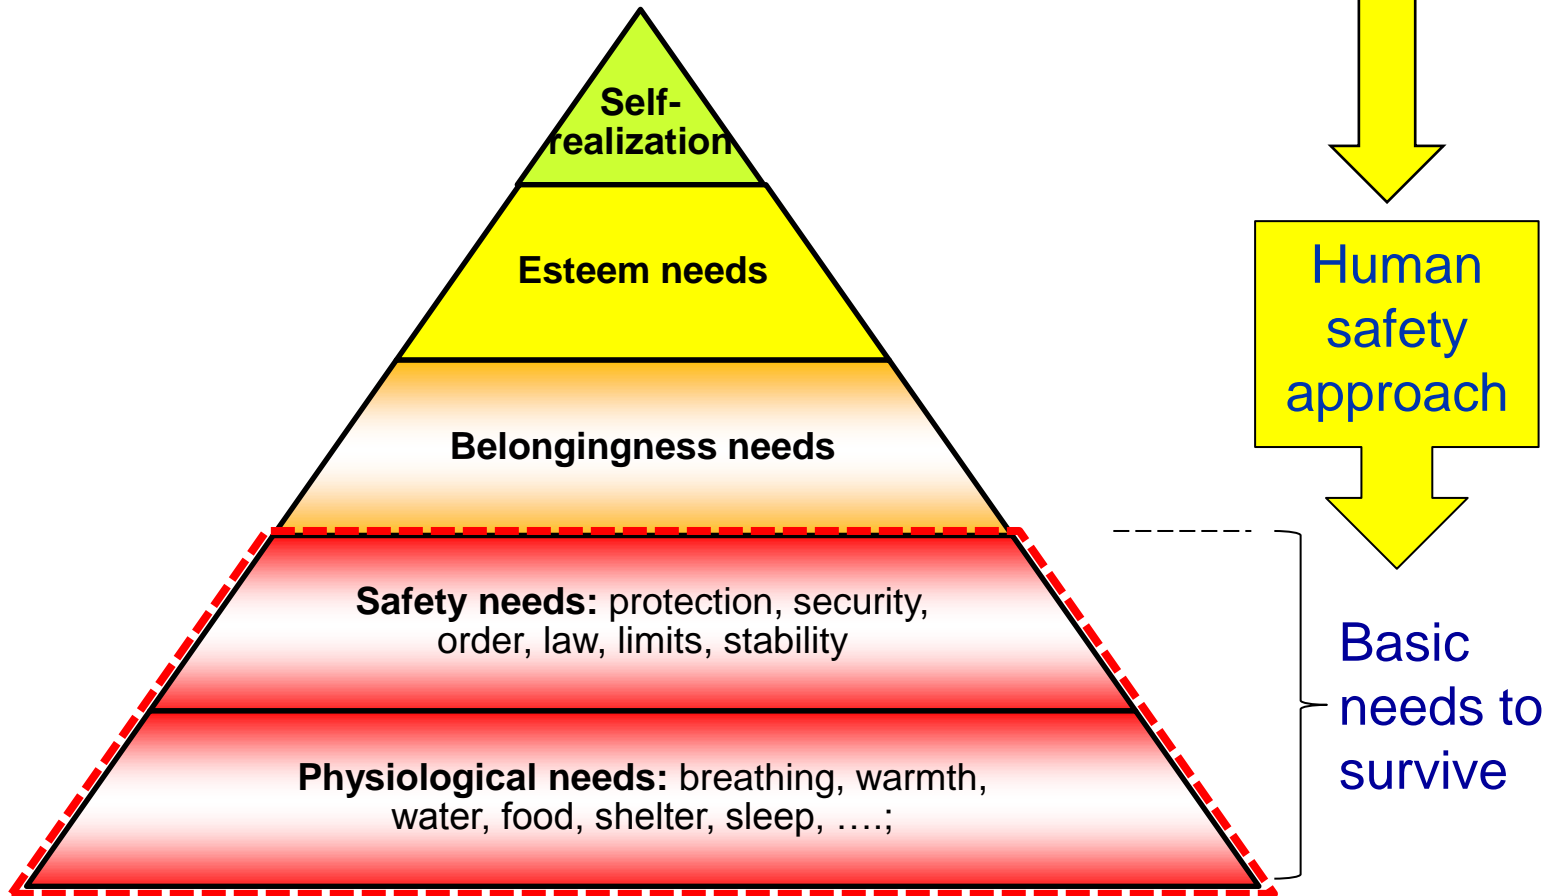 Self-
realization
Esteem needs
Belongingness needs
Safety needs: protection, security,
order, law, limits, stability
Physiological needs: breathing, warmth,
water, food, shelter, sleep, ….;
Human
safety
approach
Basic
needs to
survive